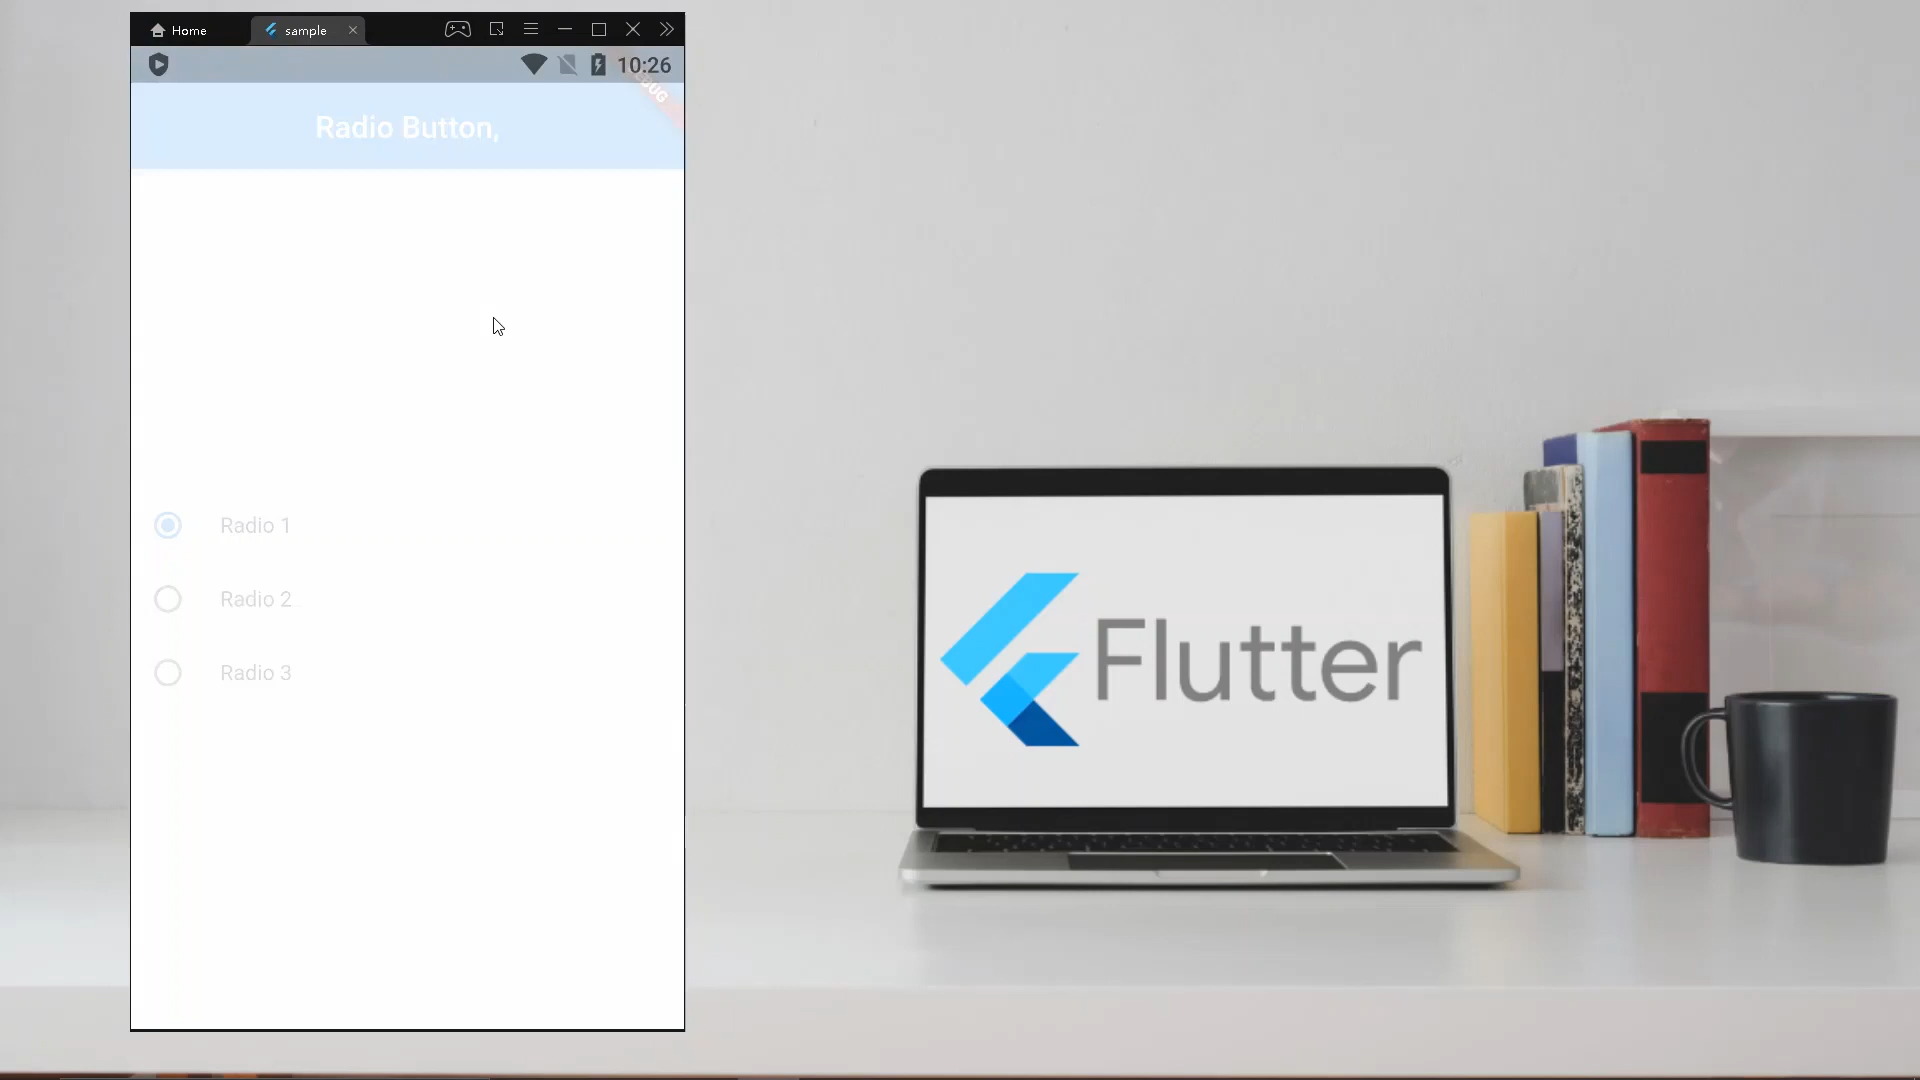 Home
sample
10:26
Radio Button,
Radio 1
Radio 2
Radio 3
Flutter